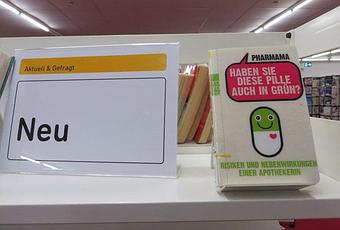 Aktuell & Gefragt
Neu
PHARMAMA
HABEN SIE
DIESE PILLE
AUCH IN GRÜN?
RISIKEN UND NEBENWIRKUNGEN
EINER APOTHEKERIN